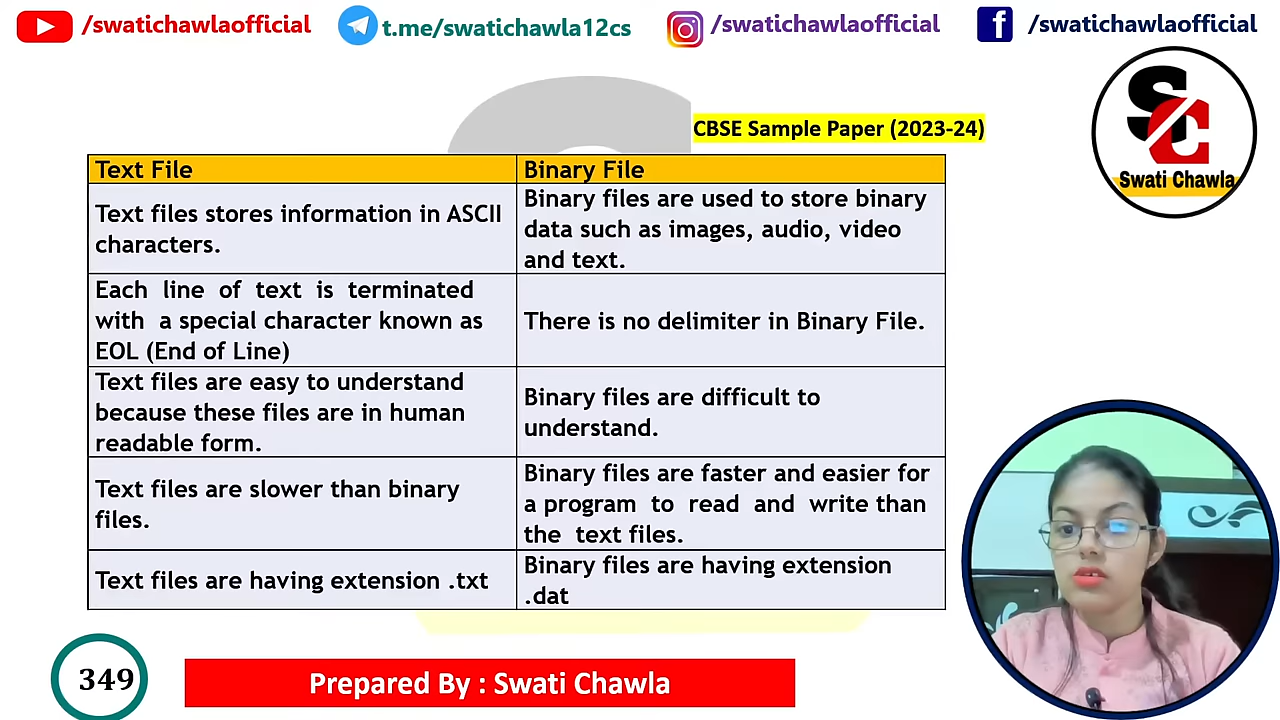 /swatichawlaofficial
t.me/swatichawla12cs
/swatichawlaofficial
f /swatichawlaofficial
SC
Swati Chawla
CBSE Sample Paper (2023-24)
Text File
Binary File
Text files stores information in ASCII
characters.
Binary files are used to store binary
data such as images, audio, video
and text.
Each line of text is terminated
with a special character known as
EOL (End of Line)
There is no delimiter in Binary File.
Text files are easy to understand
because these files are in human
readable form.
Binary files are difficult to
understand.
Text files are slower than binary
files.
Binary files are faster and easier for
a program to read and write than
the text files.
Text files are having extension .txt
Binary files are having extension
.dat
349
Prepared By : Swati Chawla